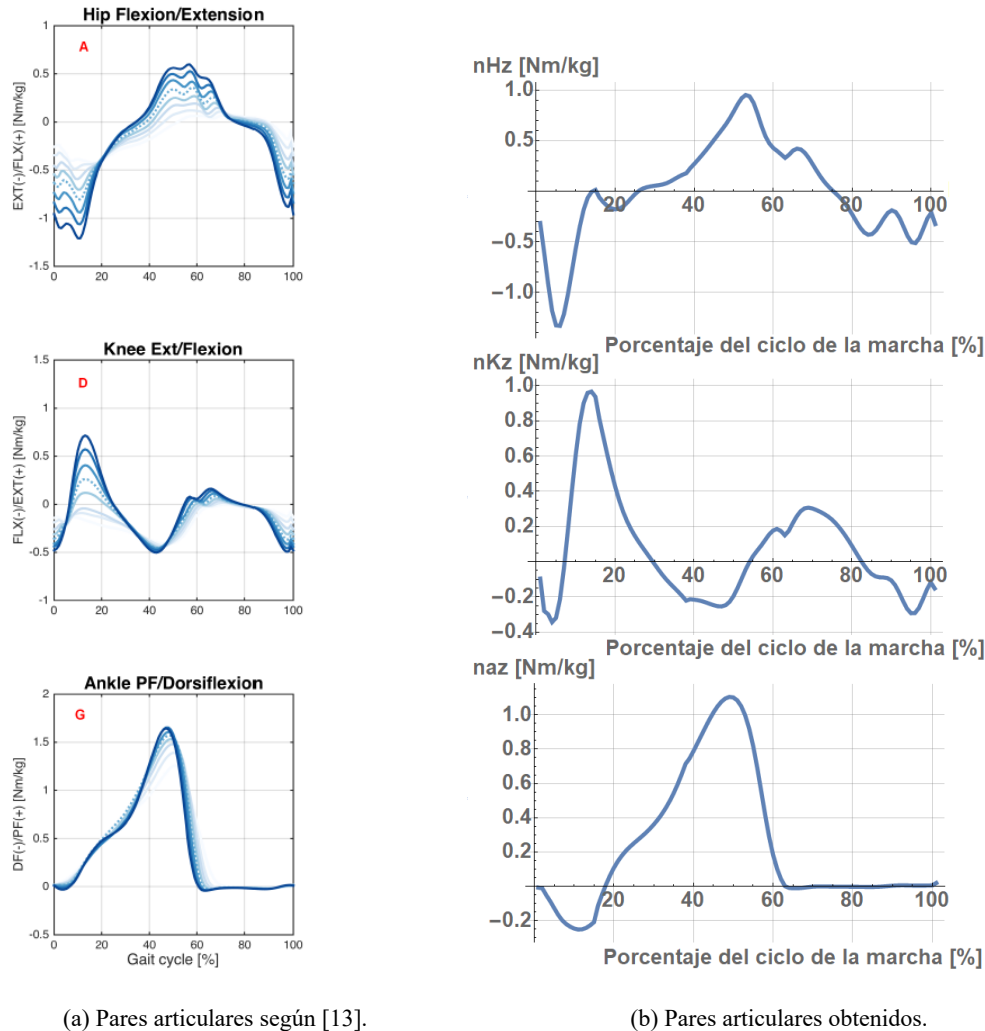 Hip Flexion/Extension
A
EXT(-)/FLX(+) [Nm/kg]
1
0.5
0
-0.5
-1
-1.5
0 20 40 60 80 100
Knee Ext/Flexion
D
FLX(-)/EXT(+) [Nm/kg]
1.5
1
0.5
0
-0.5
-1
0 20 40 60 80 100
Ankle PF/Dorsiflexion
G
DF(-)/PF(+) [Nm/kg]
2
1.5
1
0.5
0
-0.5
0 20 40 60 80 100
Gait cycle [%]
(a) Pares articulares según [13].
nHz [Nm/kg]
1.0
0.5
20 40 60 80 100
−0.5
−1.0
Porcentaje del ciclo de la marcha [%]
nKz [Nm/kg]
1.0
0.8
0.6
0.4
0.2
20 40 60 80 100
−0.2
−0.4
Porcentaje del ciclo de la marcha [%]
naz [Nm/kg]
1.0
0.8
0.6
0.4
0.2
20 40 60 80 100
−0.2
Porcentaje del ciclo de la marcha [%]
(b) Pares articulares obtenidos.